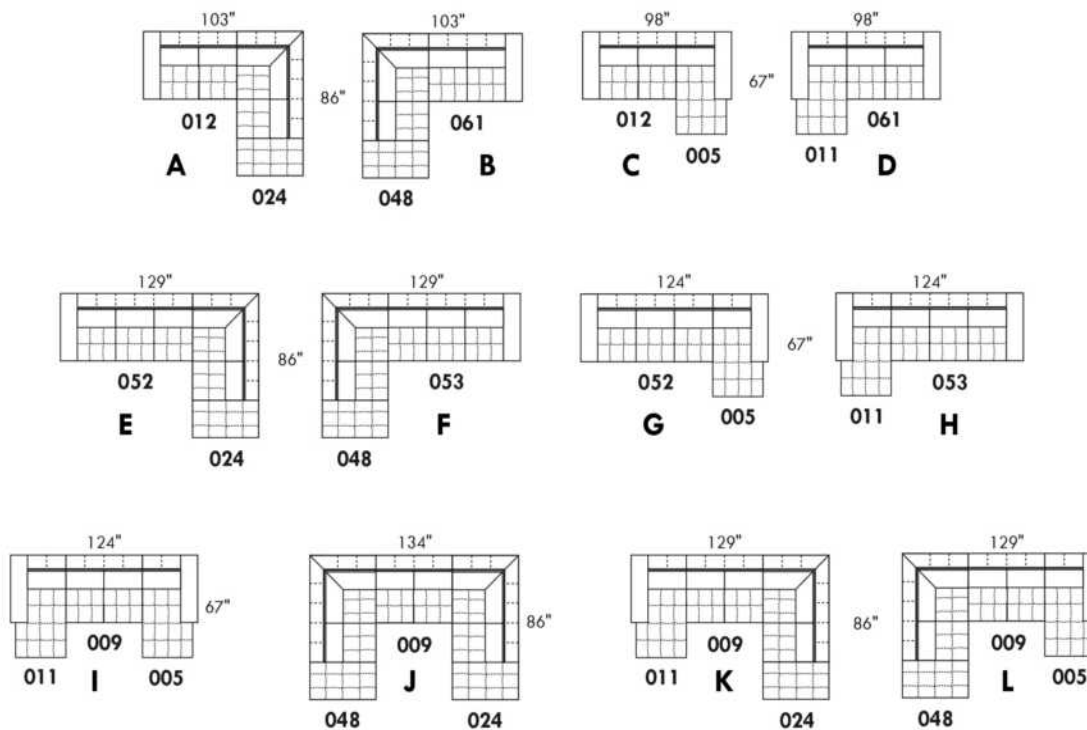 103" 103" 98" 98"
86" 67"
012 061 012 061
A B 005 C 011 D
024 048
129" 129" 124" 124"
86" 67"
052 053 052 053
E F G 005 011 H
024 048
124" 134" 129" 129"
67" 86" 86"
009 009 009 009
011 I 005 J 011 K L 005
048 024 024 048